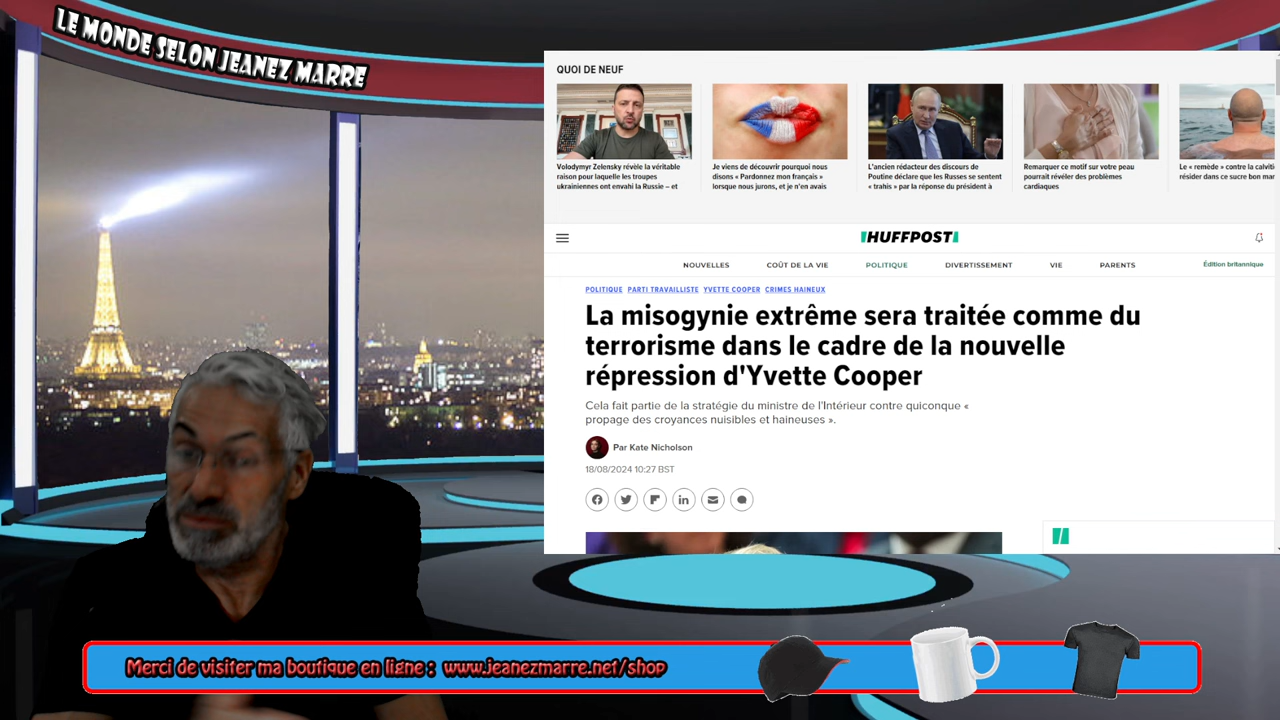 LE MONDE SELON JEANEZ MARRE
QUOI DE NEUF
Volodymyr Zelensky révèle la véritable
raison pour laquelle les troupes
ukrainiennes ont envahi la Russie – et
Je viens de découvrir pourquoi nous
disons « Pardonnez mon français »
lorsque nous jurons, et je n'en avais
L'ancien rédacteur des discours de
Poutine déclare que les Russes se sentent
« trahis » par la réponse du président à
Remarquer ce motif sur votre peau
pourrait révéler des problèmes
cardiaques
Le « remède » contre la calviti
résider dans ce sucre bon mar
HUFFPOST
NOUVELLES
COÛT DE LA VIE
POLITIQUE
DIVERTISSEMENT
VIE
PARENTS
Édition britannique
POLITIQUE PARTI TRAVAILLISTE YVETTE COOPER CRIMES HAINEUX
La misogynie extrême sera traitée comme du
terrorisme dans le cadre de la nouvelle
répression d'Yvette Cooper
Cela fait partie de la stratégie du ministre de l'Intérieur contre quiconque «
propage des croyances nuisibles et haineuses ».
Par Kate Nicholson
18/08/2024 10:27 BST
Merci de visiter ma boutique en ligne : www.jeanezmarre.net/shop